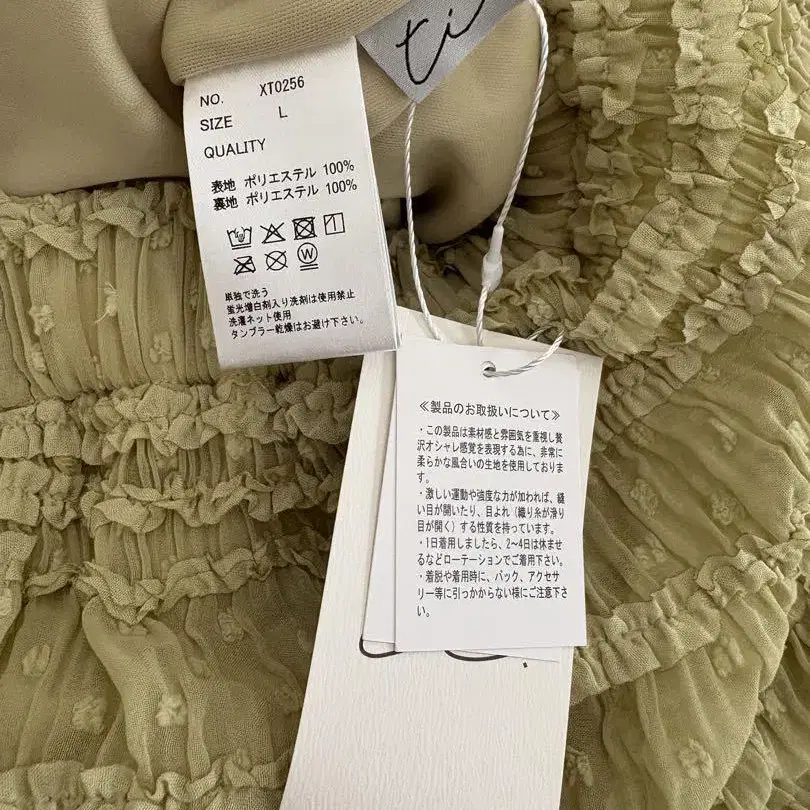 ti
NO. XT0256
SIZE L
QUALITY
表地 ポリエステル 100%
裏地 ポリエステル 100%
W
単独で洗う
蛍光増白剤入り洗剤は使用禁止
洗濯ネット使用
タンブラー乾燥はお避け下さい。
≪製品のお取扱いについて≫
・この製品は素材感と雰囲気を重視し贅
沢オシャレ感覚を表現する為に、非常に
柔らかな風合いの生地を使用しておりま
す。
・激しい運動や強度な力が加われば、縫
い目が開いたり、目よれ（織り糸が滑り
目が開く）する性質を持っています。
・1日着用しましたら、2~4日は休ませ
るなどローテーションでご着用下さい。
・着脱や着用時に、バック、アクセサ
リー等に引っかからない様にご注意下さ
い。